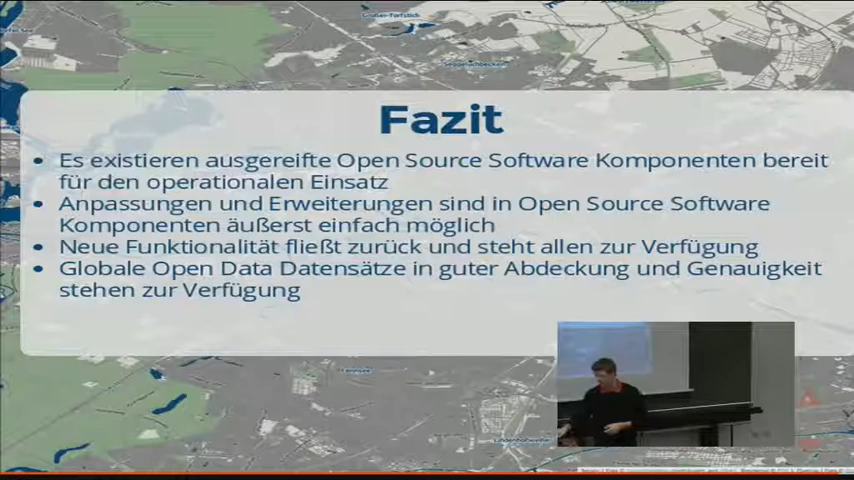 Fazit
• Es existieren ausgereifte Open Source Software Komponenten bereit
für den operationalen Einsatz
• Anpassungen und Erweiterungen sind in Open Source Software
Komponenten äußerst einfach möglich
• Neue Funktionalität fließt zurück und steht allen zur Verfügung
• Globale Open Data Datensätze in guter Abdeckung und Genauigkeit
stehen zur Verfügung